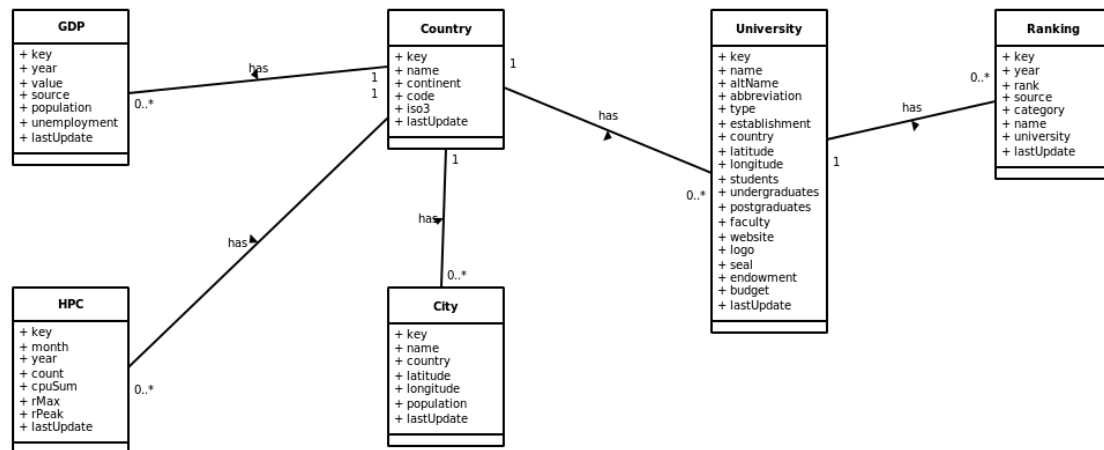 GDP
+ key
+ year
+ value
+ source
+ population
+ unemployment
+ lastUpdate
has
0..*
1
Country
+ key
+ name
+ continent
+ code
+ iso3
+ lastUpdate
1
1
1
has
0..*
University
+ key
+ name
+ altName
+ abbreviation
+ type
+ establishment
+ country
+ latitude
+ longitude
+ students
+ undergraduates
+ postgraduates
+ faculty
+ website
+ logo
+ seal
+ endowment
+ budget
+ lastUpdate
1
has
0..*
Ranking
+ key
+ year
+ rank
+ source
+ category
+ name
+ university
+ lastUpdate
has
0..*
HPC
+ key
+ month
+ year
+ count
+ cpuSum
+ rMax
+ rPeak
+ lastUpdate
has
0..*
City
+ key
+ name
+ country
+ latitude
+ longitude
+ population
+ lastUpdate